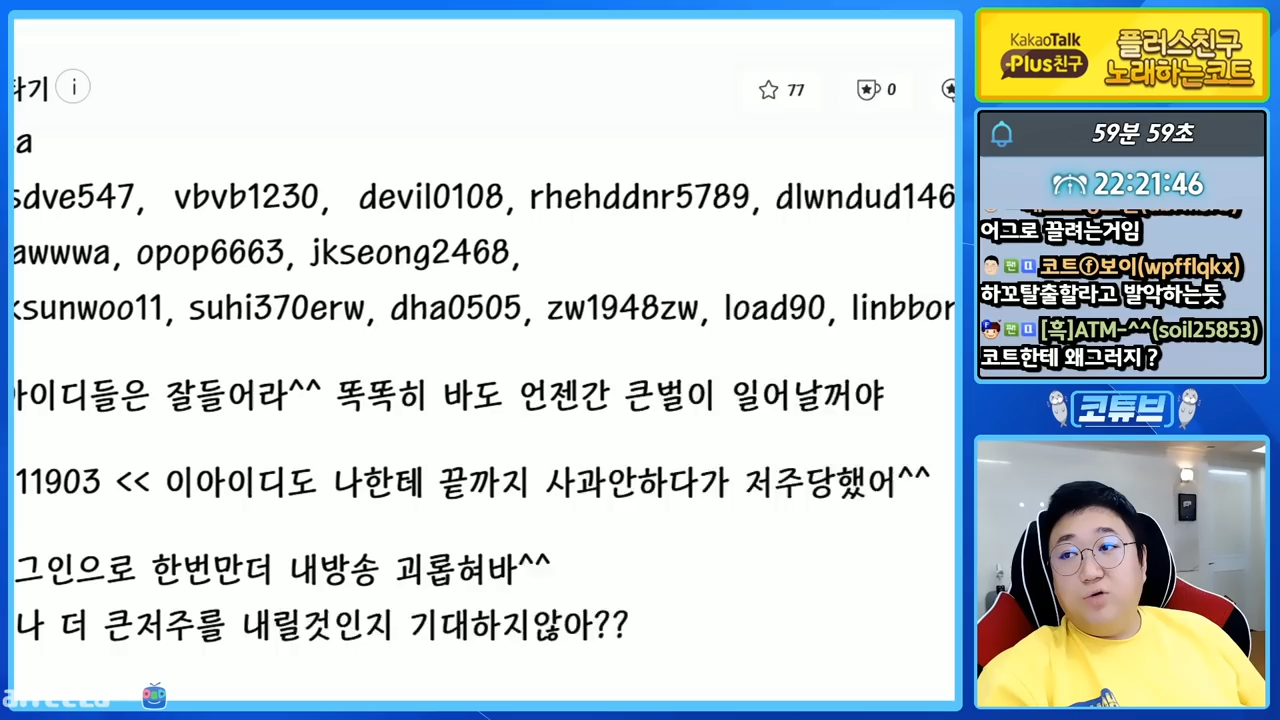 타기 i
77
0
a
sdve547, vbvb1230, devil0108, rhehddnr5789, dlwndud146
awwwa, opop6663, jkseong2468,
ksunwoo11, suhi370erw, dha0505, zw1948zw, load90, linbbor
아이디들은 잘들어라^^ 똑똑히 바도 언젠간 큰벌이 일어날꺼야
11903 << 이아이디도 나한테 끝까지 사과안하다가 저주당했어^^
그인으로 한번만더 내방송 괴롭혀바^^
나 더 큰저주를 내릴것인지 기대하지않아??
KakaoTalk
Plus친구
플러스친구
노래하는코트
59분 59초
22:21:46
어그로 끌려는거임
팬 코트ⓕ보이(wpfflqkx)
하꼬탈출할라고 발악하는듯
팬 [흑]ATM-^^(soil25853)
코트한테 왜그러지 ?
코튜브